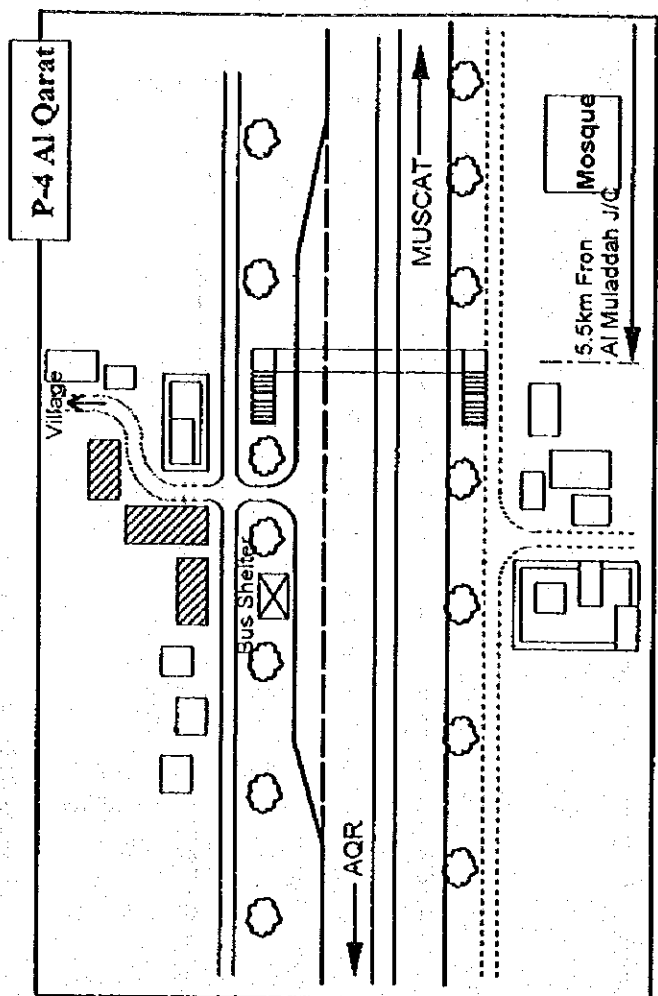 P-4 Al Qarat
Village
Bus Shelter
MUSCAT
AQR
Mosque
5.5km Fron
Al Muladdah J/C